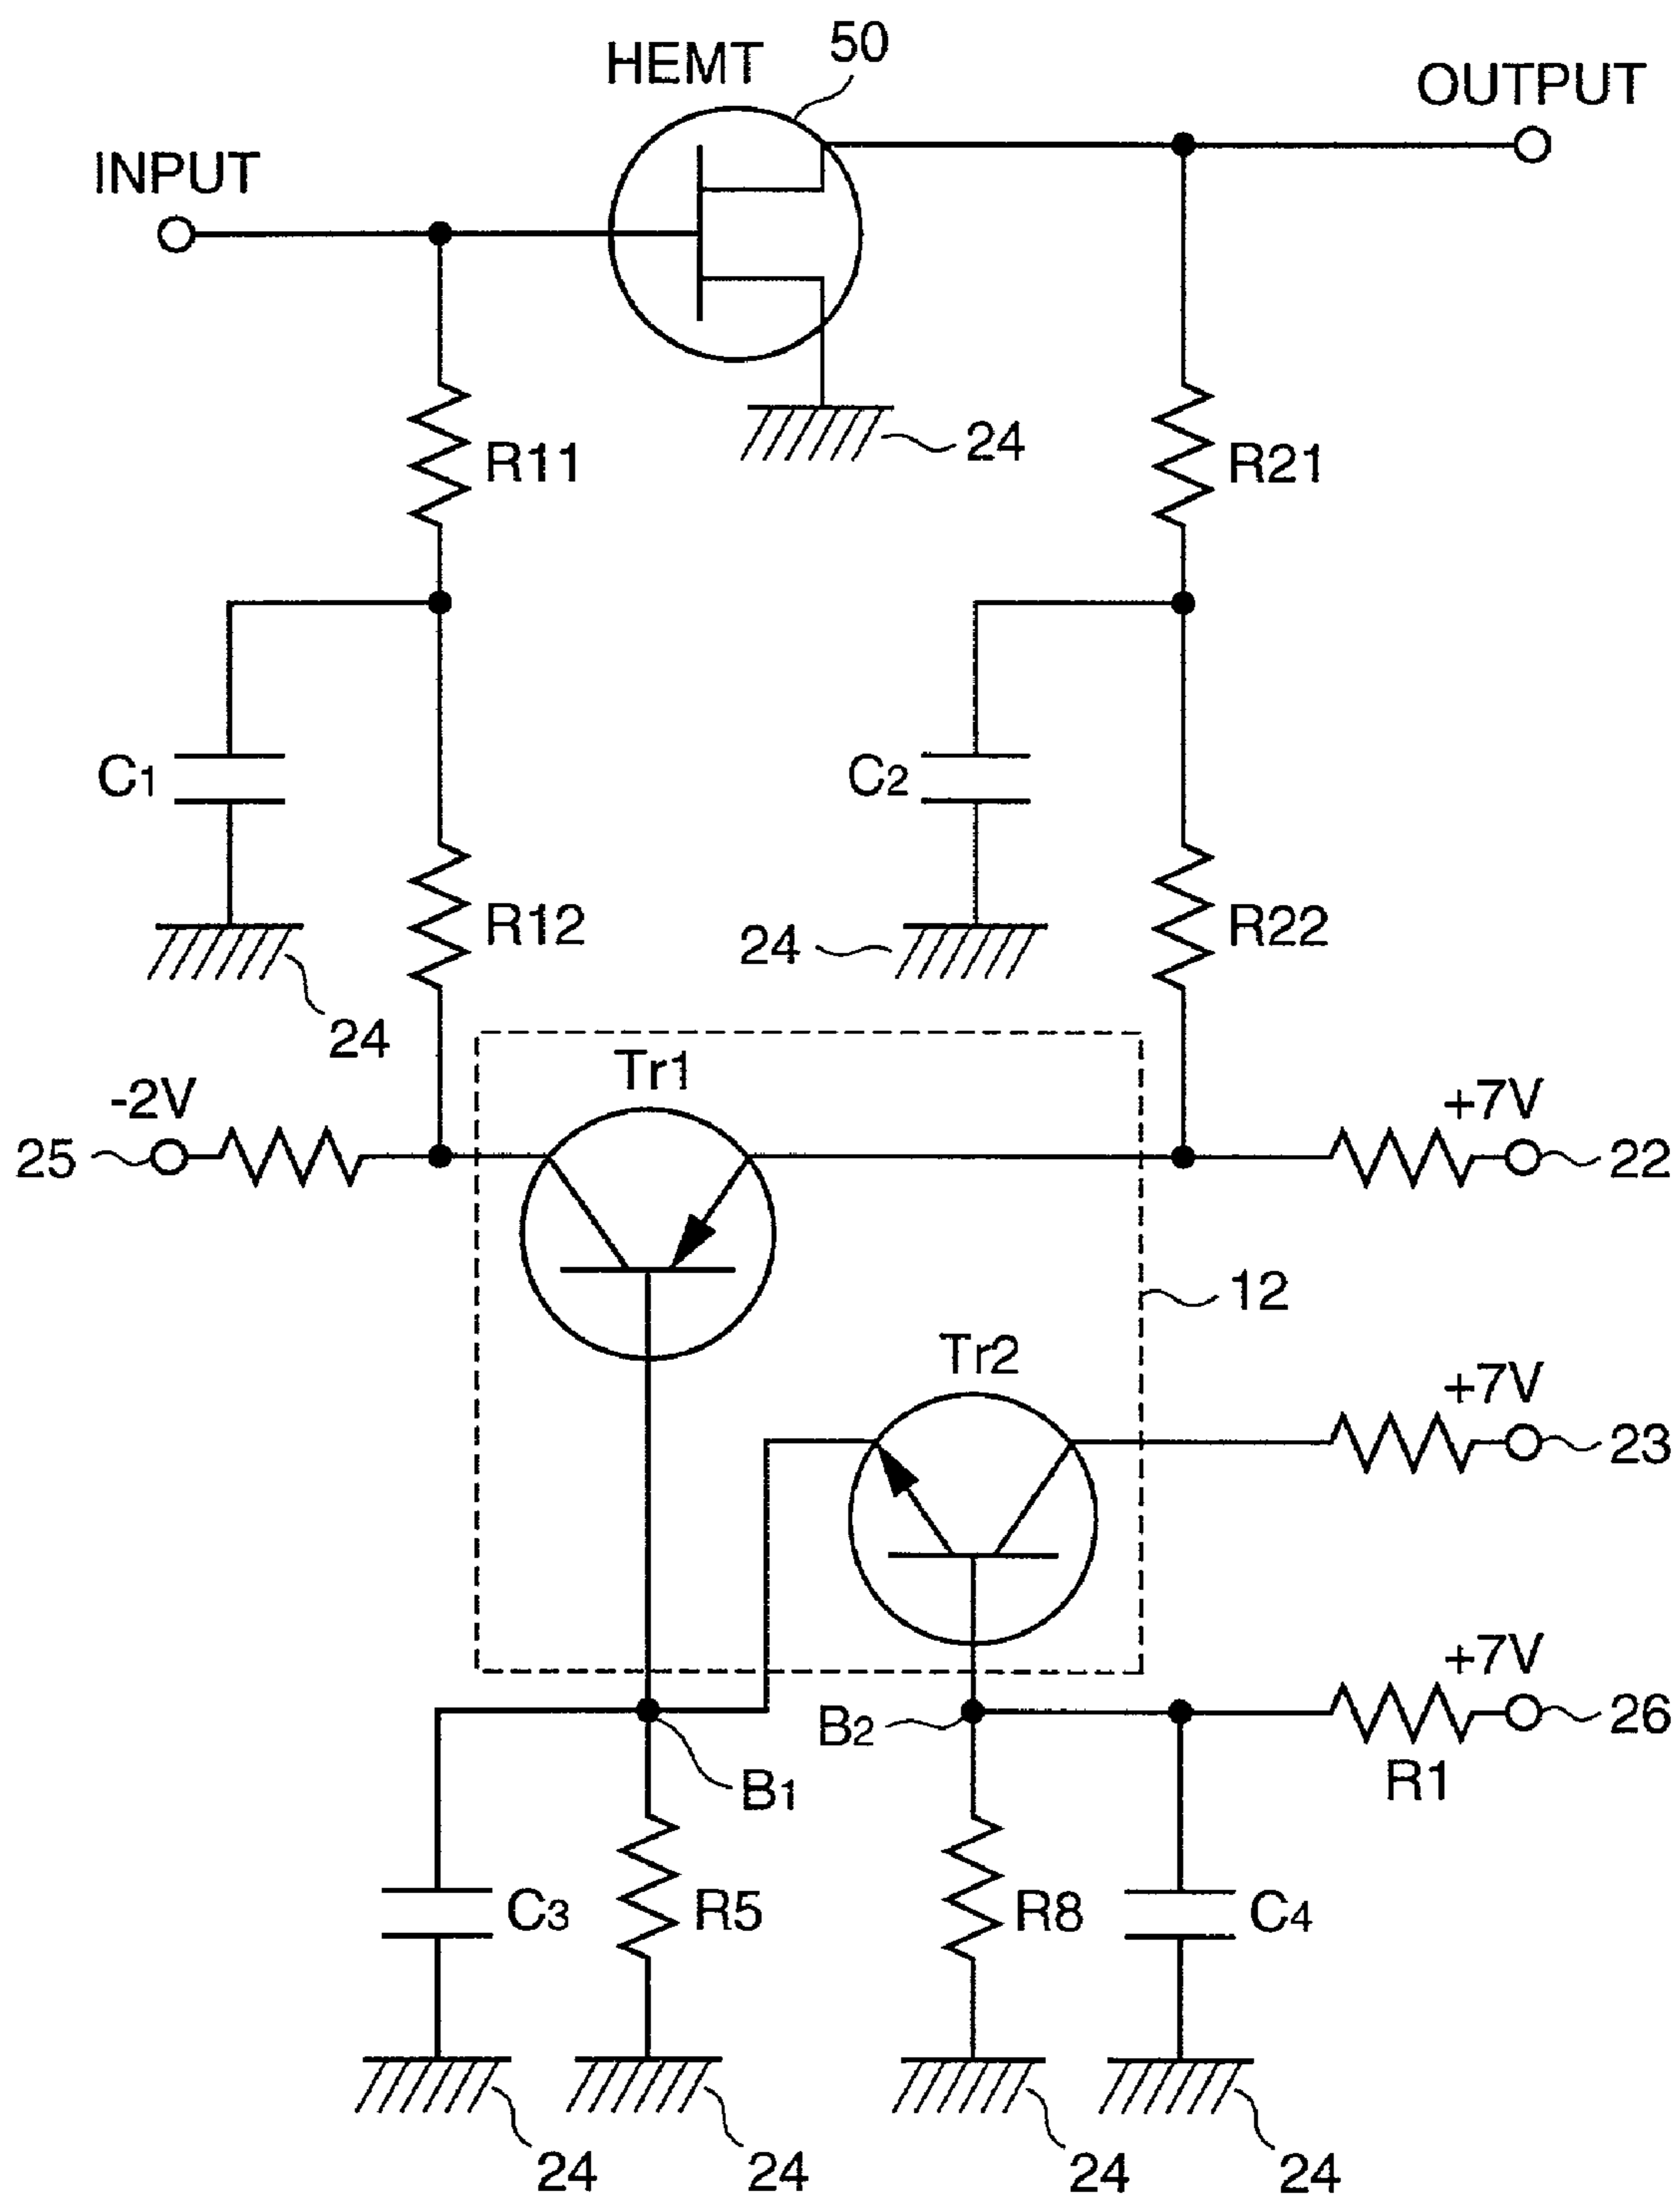 HEMT
50
OUTPUT
INPUT
24
R11
R21
C1
C2
R12
R22
24
24
Tr1
-2V
+7V
25
22
12
Tr2
+7V
23
+7V
B2
26
B1
R1
C3
R5
R8
C4
24
24
24
24